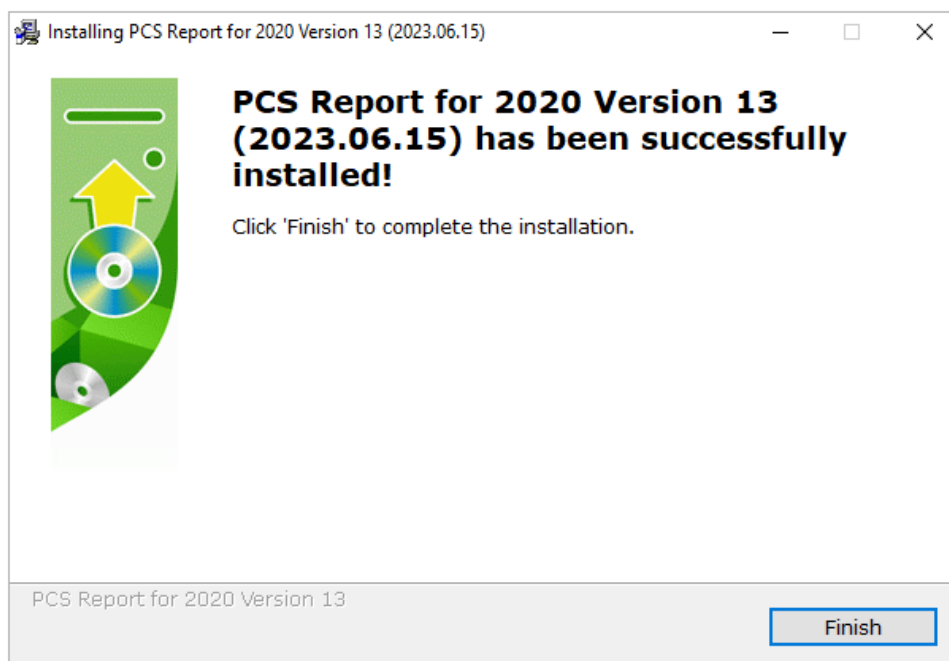 Installing PCS Report for 2020 Version 13 (2023.06.15)
PCS Report for 2020 Version 13
(2023.06.15) has been successfully
installed!
Click 'Finish' to complete the installation.
PCS Report for 2020 Version 13
Finish